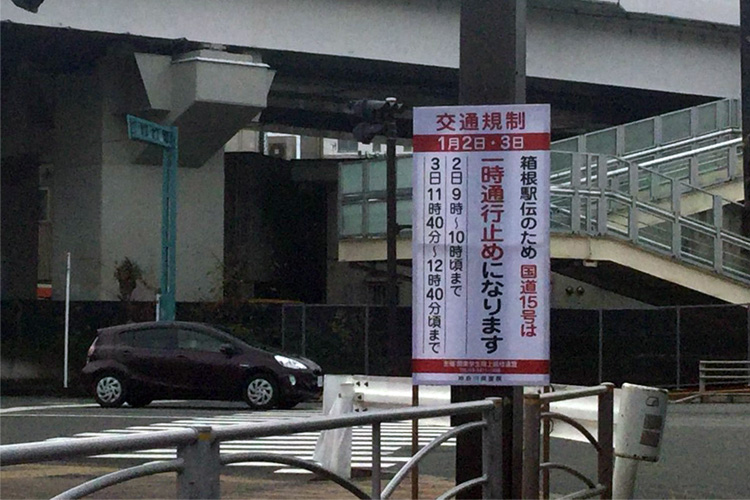 交通規制
1月2日・3日
箱根駅伝のため 国道15号は
一時通行止めになります
2日 9時〜10時頃まで
3日 11時40分〜12時40分頃まで